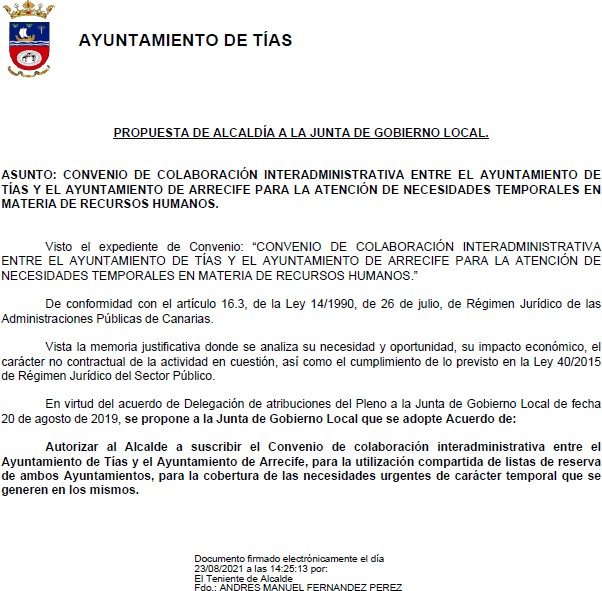 AYUNTAMIENTO DE TÍAS
PROPUESTA DE ALCALDÍA A LA JUNTA DE GOBIERNO LOCAL.
ASUNTO: CONVENIO DE COLABORACIÓN INTERADMINISTRATIVA ENTRE EL AYUNTAMIENTO DE
TÍAS Y EL AYUNTAMIENTO DE ARRECIFE PARA LA ATENCIÓN DE NECESIDADES TEMPORALES EN
MATERIA DE RECURSOS HUMANOS.
Visto el expediente de Convenio: “CONVENIO DE COLABORACIÓN INTERADMINISTRATIVA
ENTRE EL AYUNTAMIENTO DE TÍAS Y EL AYUNTAMIENTO DE ARRECIFE PARA LA ATENCIÓN DE
NECESIDADES TEMPORALES EN MATERIA DE RECURSOS HUMANOS.”
De conformidad con el artículo 16.3, de la Ley 14/1990, de 26 de julio, de Régimen Jurídico de las
Administraciones Públicas de Canarias.
Vista la memoria justificativa donde se analiza su necesidad y oportunidad, su impacto económico, el
carácter no contractual de la actividad en cuestión, así como el cumplimiento de lo previsto en la Ley 40/2015
de Régimen Jurídico del Sector Público.
En virtud del acuerdo de Delegación de atribuciones del Pleno a la Junta de Gobierno Local de fecha
20 de agosto de 2019, se propone a la Junta de Gobierno Local que se adopte Acuerdo de:
Autorizar al Alcalde a suscribir el Convenio de colaboración interadministrativa entre el
Ayuntamiento de Tías y el Ayuntamiento de Arrecife, para la utilización compartida de listas de reserva
de ambos Ayuntamientos, para la cobertura de las necesidades urgentes de carácter temporal que se
generen en los mismos.
Documento firmado electrónicamente el día
23/08/2021 a las 14:25:13 por:
El Teniente de Alcalde
Fdo.: ANDRES MANUEL FERNANDEZ PEREZ